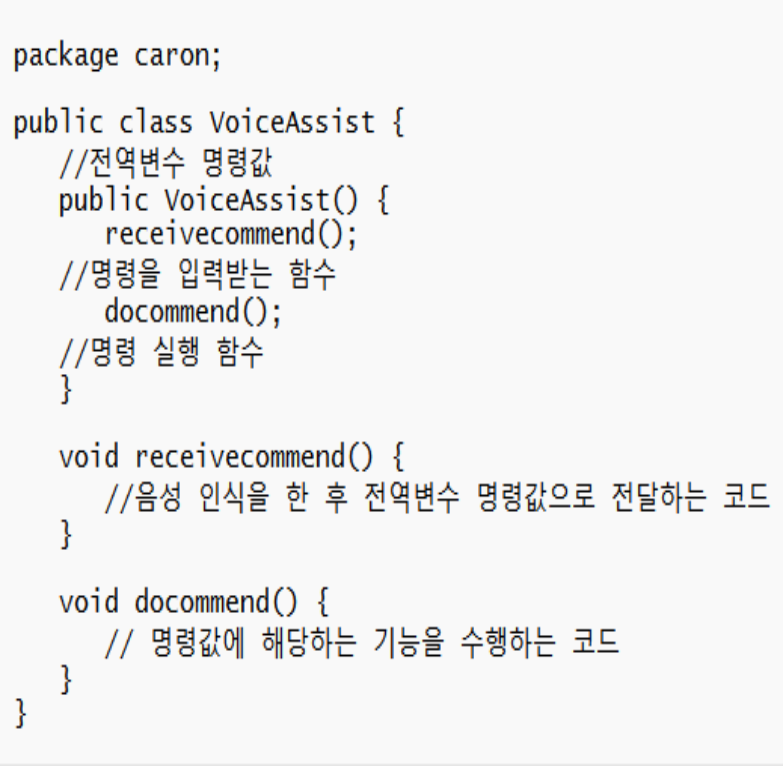 package caron;
public class VoiceAssist {
//전역변수 명령값
public VoiceAssist() {
receivecommend();
//명령을 입력받는 함수
docommend();
//명령 실행 함수
}
void receivecommend() {
//음성 인식을 한 후 전역변수 명령값으로 전달하는 코드
}
void docommend() {
// 명령값에 해당하는 기능을 수행하는 코드
}
}